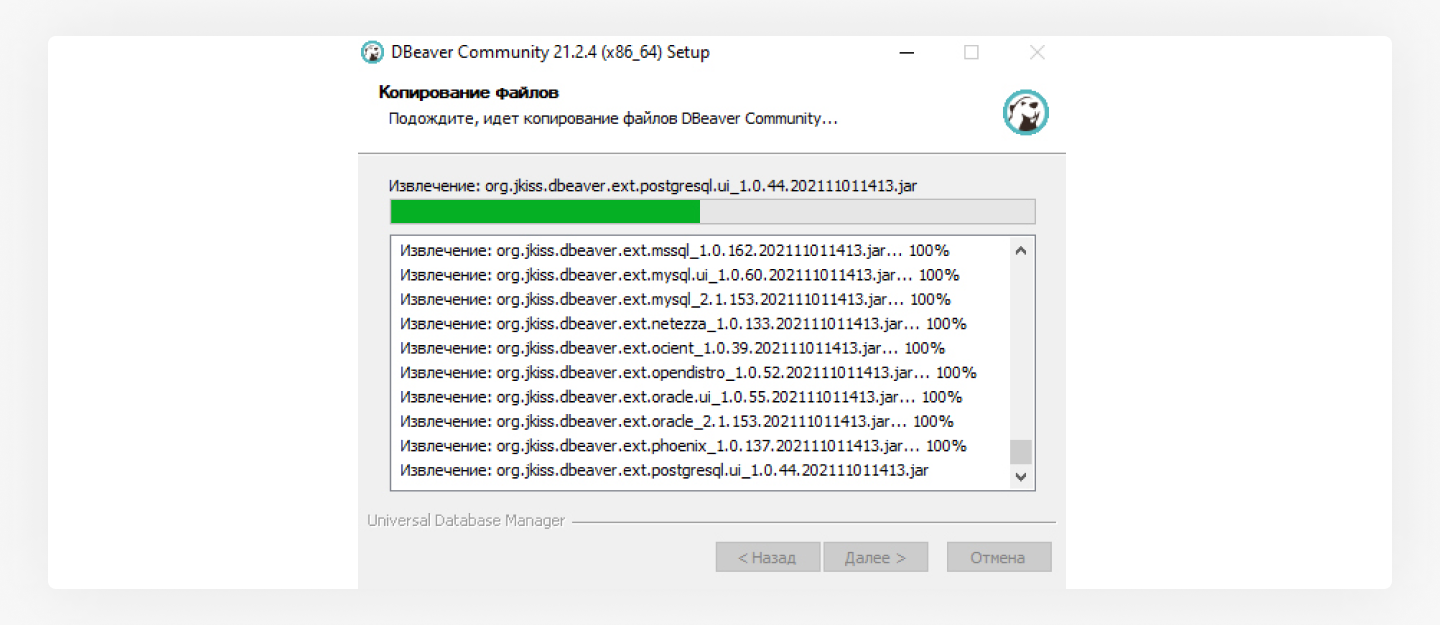 DBeaver Community 21.2.4 (x86_64) Setup
Копирование файлов
Подождите, идет копирование файлов DBeaver Community...
Извлечение: org.jkiss.dbeaver.ext.postgresql.ui_1.0.44.202111011413.jar
Извлечение: org.jkiss.dbeaver.ext.mssql_1.0.162.202111011413.jar... 100%
Извлечение: org.jkiss.dbeaver.ext.mysql.ui_1.0.60.202111011413.jar... 100%
Извлечение: org.jkiss.dbeaver.ext.mysql_2.1.153.202111011413.jar... 100%
Извлечение: org.jkiss.dbeaver.ext.netezza_1.0.133.202111011413.jar... 100%
Извлечение: org.jkiss.dbeaver.ext.ocient_1.0.39.202111011413.jar... 100%
Извлечение: org.jkiss.dbeaver.ext.opendistro_1.0.52.202111011413.jar... 100%
Извлечение: org.jkiss.dbeaver.ext.oracle.ui_1.0.55.202111011413.jar... 100%
Извлечение: org.jkiss.dbeaver.ext.oracle_2.1.153.202111011413.jar... 100%
Извлечение: org.jkiss.dbeaver.ext.phoenix_1.0.137.202111011413.jar... 100%
Извлечение: org.jkiss.dbeaver.ext.postgresql.ui_1.0.44.202111011413.jar
Universal Database Manager
< Назад Далее > Отмена